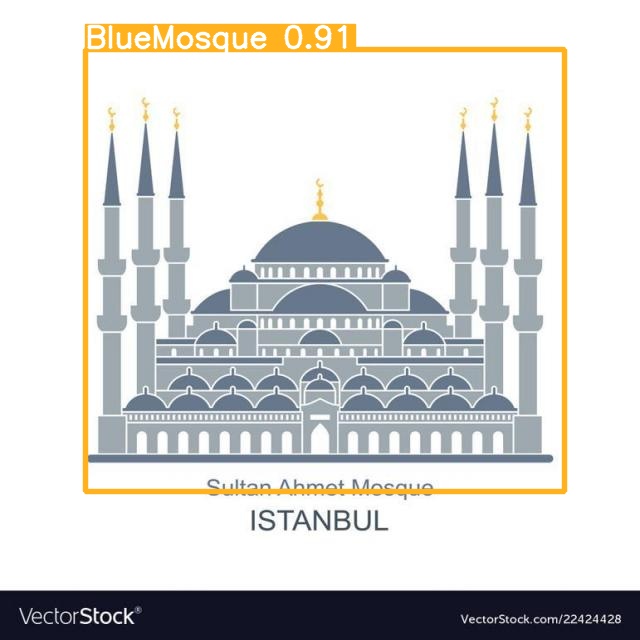 BlueMosque 0.91
Sultan Ahmet Mosque
ISTANBUL
VectorStock®
VectorStock.com/22424428